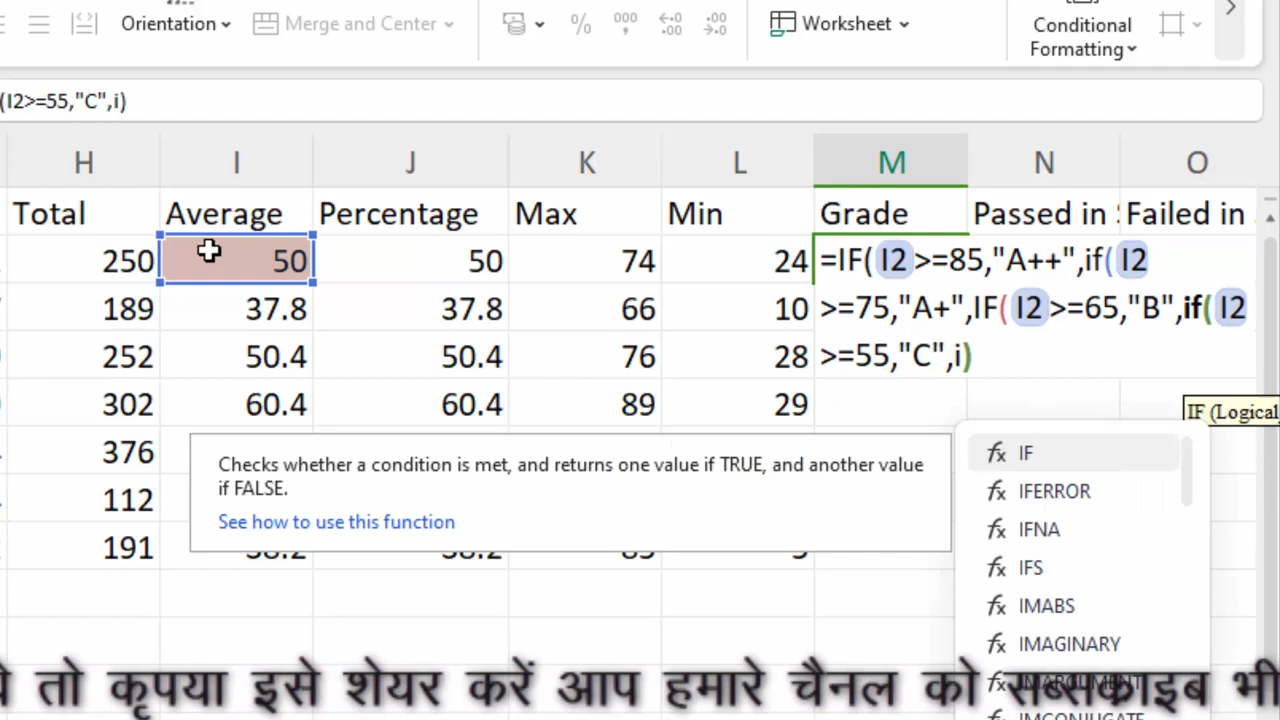 Orientation Merge and Center % 000 Worksheet Conditional Formatting
(I2>=55,"C",i)
H I J K L M N O
Total Average Percentage Max Min Grade Passed in Failed in
250 50 50 74 24 =IF( I2 >=85,"A++",if( I2
189 37.8 37.8 66 10 >=75,"A+",IF( I2 >=65,"B",if( I2
252 50.4 50.4 76 28 >=55,"C",i)
302 60.4 60.4 89 29
IF (Logical
376
112
191
Checks whether a condition is met, and returns one value if TRUE, and another value
if FALSE.
See how to use this function
IF
IFERROR
IFNA
IFS
IMABS
IMAGINARY
IMARGUMENT
IMCONJUGATE
तो कृपया इसे शेयर करें आप हमारे चैनल को सब्सक्राइब भी